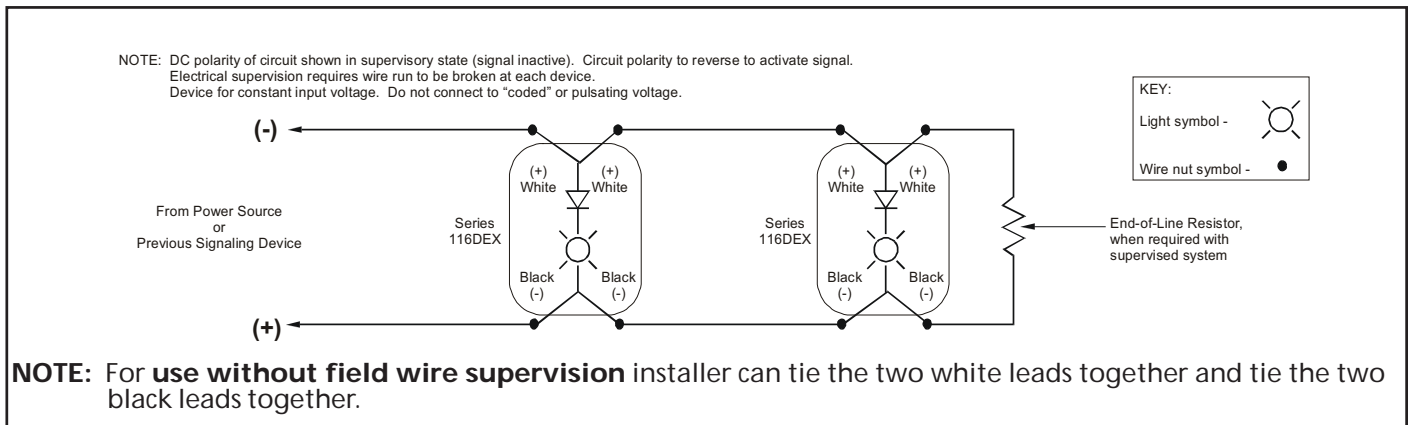 NOTE: DC polarity of circuit shown in supervisory state (signal inactive). Circuit polarity to reverse to activate signal.
Electrical supervision requires wire run to be broken at each device.
Device for constant input voltage. Do not connect to “coded” or pulsating voltage.
KEY:
Light symbol -
Wire nut symbol -
(-)
(+) (+)
White White
Series
116DEX
Black Black
(-) (-)
(+) (+)
White White
Series
116DEX
Black Black
(-) (-)
From Power Source
or
Previous Signaling Device
End-of-Line Resistor,
when required with
supervised system
(+)
NOTE: For use without field wire supervision installer can tie the two white leads together and tie the two
black leads together.